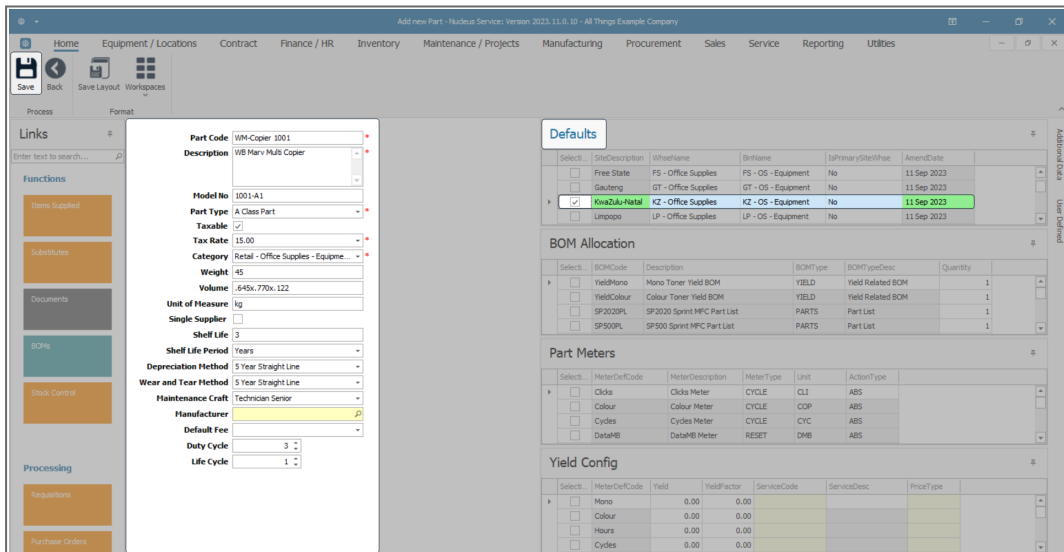 Add new Part - Nucleus Service: Version 2023.11.0.10 - All Things Example Company
Home Equipment / Locations Contract Finance / HR Inventory Maintenance / Projects Manufacturing Procurement Sales Service Reporting Utilities
Save Back Save Layout Workspaces
Process Format
Links
Enter text to search...
Functions
Items Supplied
Substitutes
Documents
BOMs
Stock Control
Processing
Requisitions
Purchase Orders
Part Code WM-Copier 1001 *
Description WB Marv Multi Copier *
Model No 1001-A1
Part Type A Class Part *
Taxable
Tax Rate 15.00 *
Category Retail - Office Supplies - Equipme... *
Weight 45
Volume .645x.770x.122
Unit of Measure kg
Single Supplier
Shelf Life 3
Shelf Life Period Years
Depreciation Method 5 Year Straight Line
Wear and Tear Method 5 Year Straight Line
Maintenance Craft Technician Senior
Manufacturer
Default Fee
Duty Cycle 3
Life Cycle 1
Defaults
Selecti... SiteDescription WhseName BinName IsPrimarySiteWhse AmendDate
Free State FS - Office Supplies FS - OS - Equipment No 11 Sep 2023
Gauteng GT - Office Supplies GT - OS - Equipment No 11 Sep 2023
KwaZulu-Natal KZ - Office Supplies KZ - OS - Equipment No 11 Sep 2023
Limpopo LP - Office Supplies LP - OS - Equipment No 11 Sep 2023
BOM Allocation
Selecti... BOMCode Description BOMType BOMTypeDesc Quantity
YieldMono Mono Toner Yield BOM YIELD Yield Related BOM 1
YieldColour Colour Toner Yield BOM YIELD Yield Related BOM 1
SP2020PL SP2020 Sprint MFC Part List PARTS Part List 1
SP500PL SP500 Sprint MFC Part List PARTS Part List 1
Part Meters
Selecti... MeterDefCode MeterDescription MeterType Unit ActionType
Clicks Clicks Meter CYCLE CLI ABS
Colour Colour Meter CYCLE COP ABS
Cycles Cycles Meter CYCLE CYC ABS
DataMB DataMB Meter RESET DMB ABS
Yield Config
Selecti... MeterDefCode Yield YieldFactor ServiceCode ServiceDesc PriceType
Mono 0.00 0.00
Colour 0.00 0.00
Hours 0.00 0.00
Cycles 0.00 0.00
Additional Data
User Defined